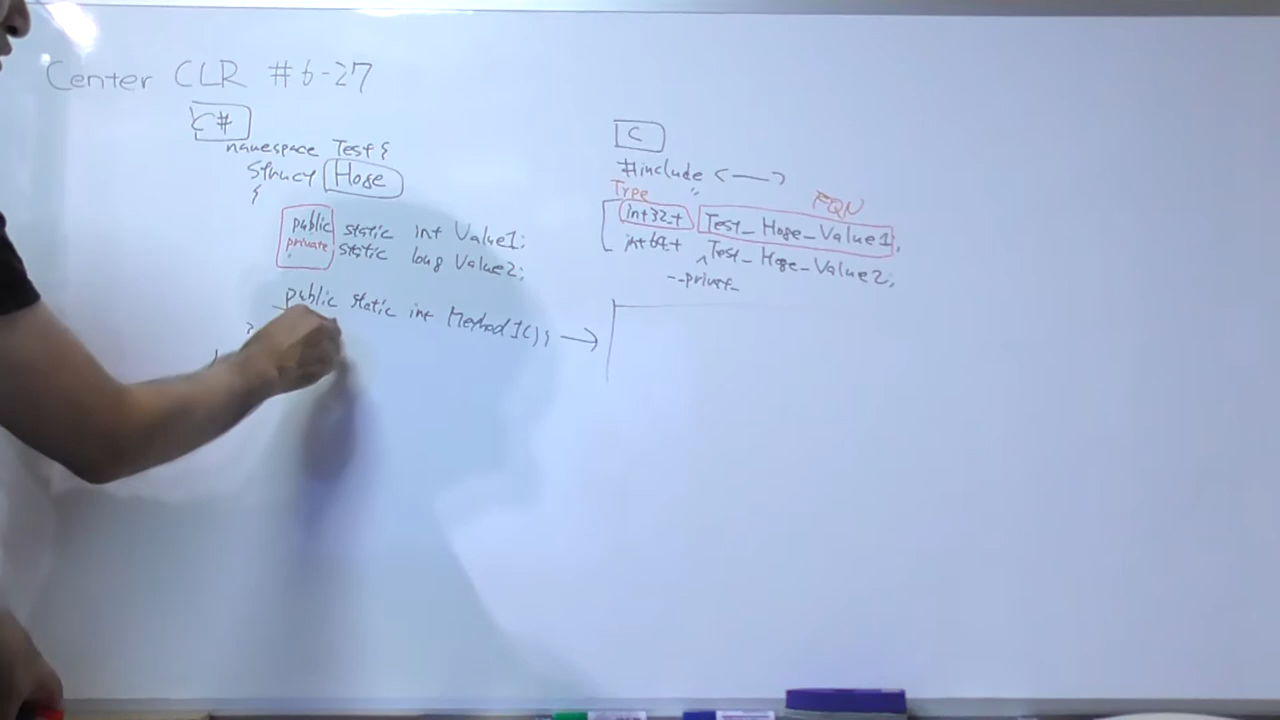 Center CLR #6-27
C#
namespace Test {
struct Hoge
{
public static int Value1;
private static long Value2;
public static int Method1();
}
C
#include < >
Type FQN
int32_t Test_Hoge_Value1;
int64_t Test_Hoge_Value2;
--private_